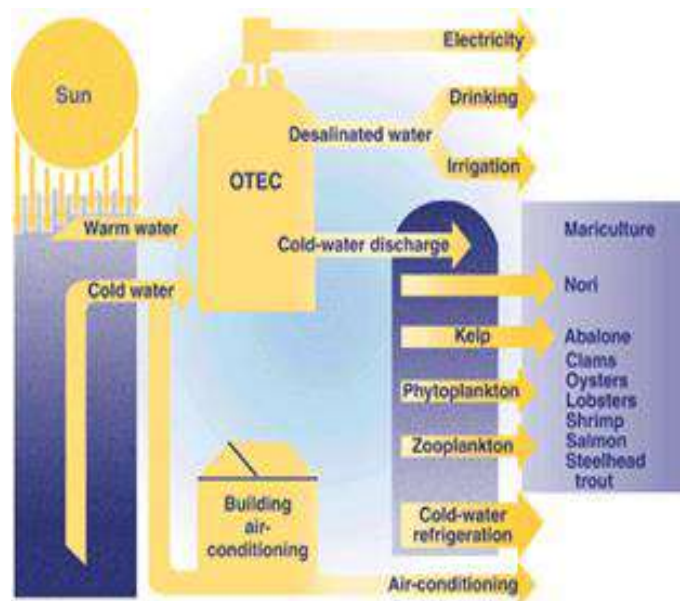 Sun
Electricity
Drinking
Desalinated water
OTEC
Irrigation
Warm water
Cold-water discharge
Mariculture
Cold water
Nori
Kelp
Abalone
Clams
Phytoplankton
Oysters
Lobsters
Shrimp
Zooplankton
Salmon
Steelhead
trout
Building
air-
conditioning
Cold-water
refrigeration
Air-conditioning